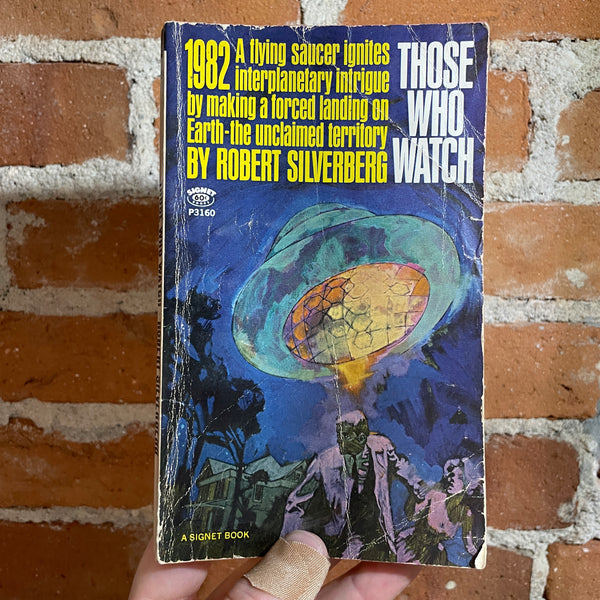 1982 A flying saucer ignites
interplanetary intrigue
by making a forced landing on
Earth-the unclaimed territory
BY ROBERT SILVERBERG
THOSE
WHO
WATCH
SIGNET
60¢
P3160
A SIGNET BOOK